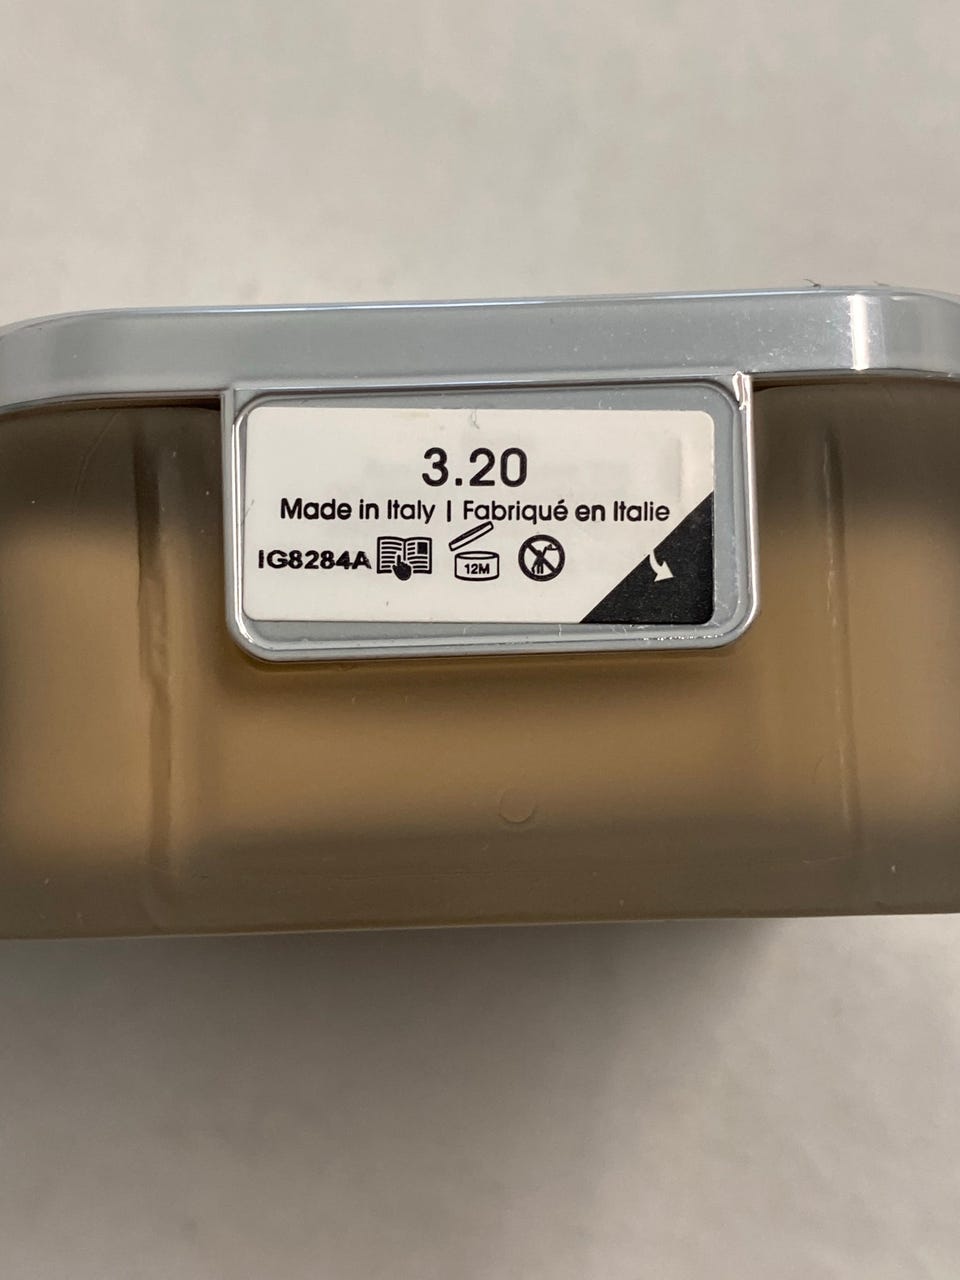 3.20
Made in Italy | Fabriqué en Italie
IG8284A 12M